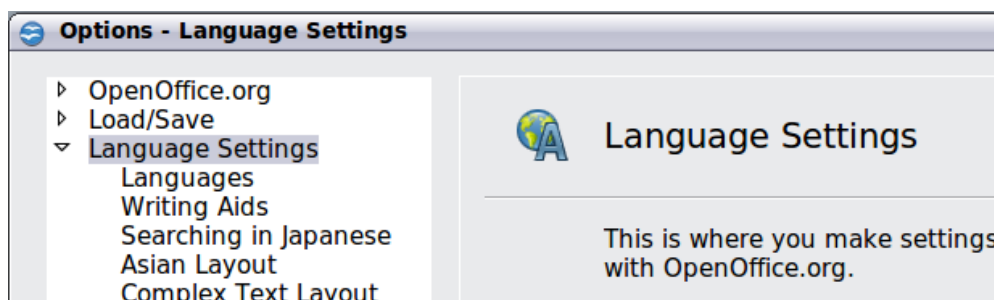 Options - Language Settings
OpenOffice.org
Load/Save
Language Settings
Languages
Writing Aids
Searching in Japanese
Asian Layout
Complex Text Layout
Language Settings
This is where you make settings
with OpenOffice.org.